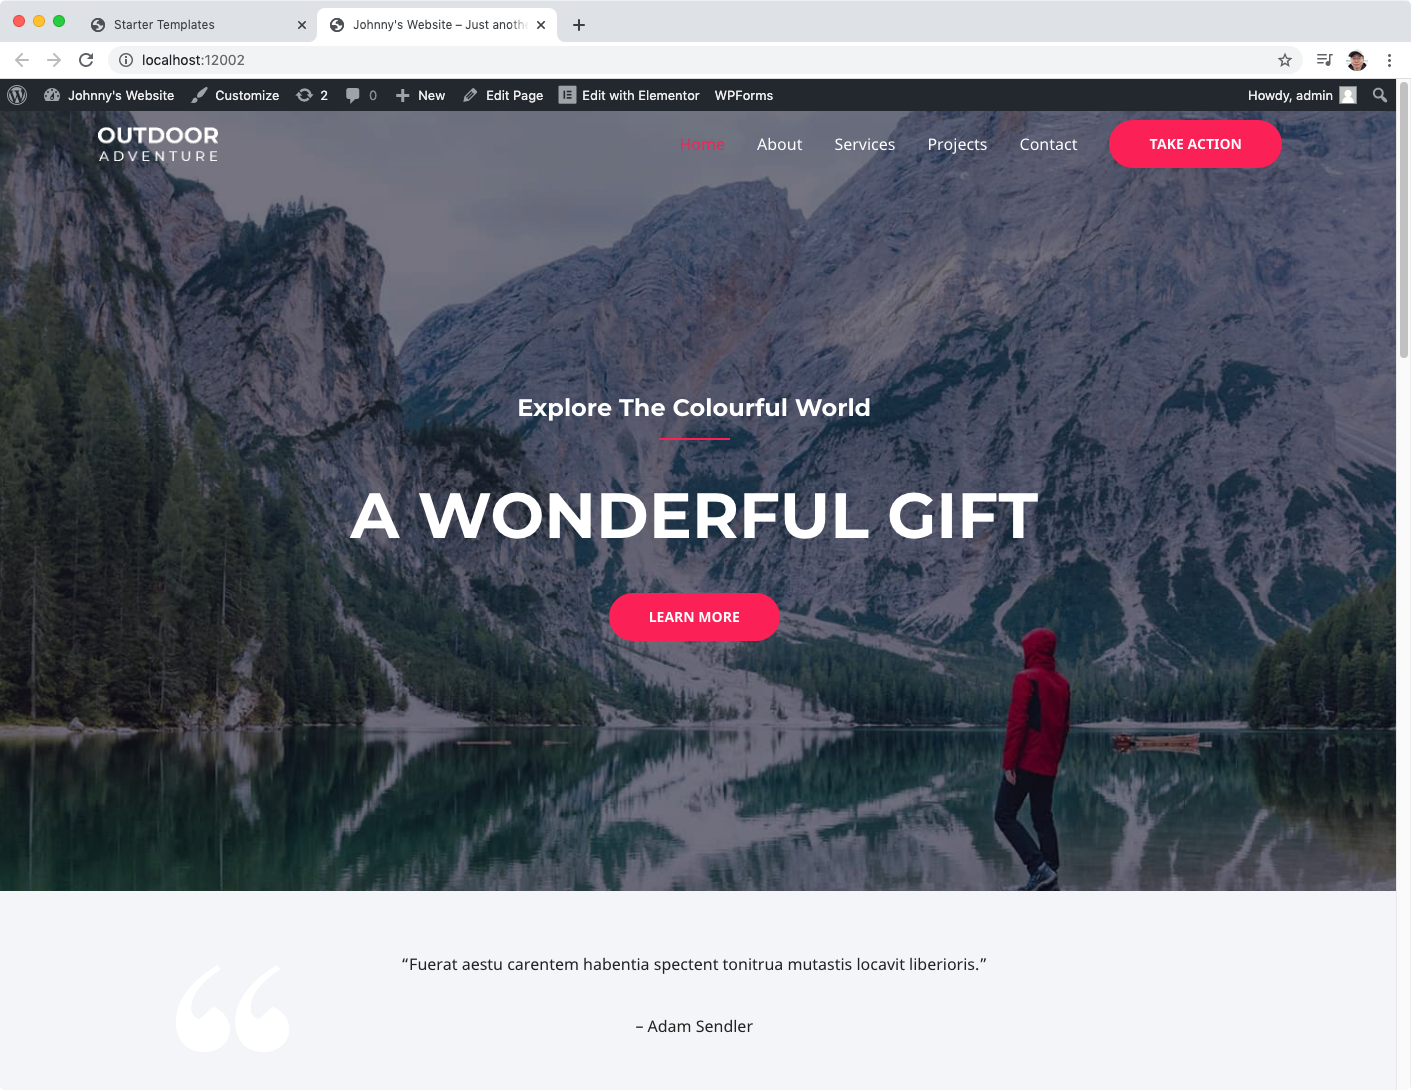 Starter Templates
Johnny's Website – Just anothe
localhost:12002
Johnny's Website Customize 2 0 New Edit Page Edit with Elementor WPForms Howdy, admin
OUTDOOR
ADVENTURE
Home About Services Projects Contact TAKE ACTION
Explore The Colourful World
A WONDERFUL GIFT
LEARN MORE
“Fuerat aestu carentem habentia spectent tonitrua mutastis locavit liberioris.”
– Adam Sendler